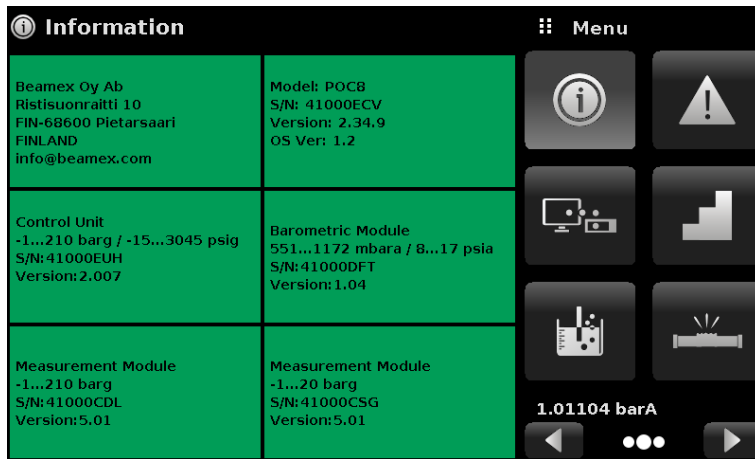 Information
Beamex Oy Ab
Ristisuonraitti 10
FIN-68600 Pietarsaari
FINLAND
info@beamex.com
Model: POC8
S/N: 41000ECV
Version: 2.34.9
OS Ver: 1.2
Control Unit
-1...210 barg / -15...3045 psig
S/N:41000EUH
Version:2.007
Barometric Module
551...1172 mbara / 8...17 psia
S/N:41000DFT
Version:1.04
Measurement Module
-1...210 barg
S/N:41000CDL
Version:5.01
Measurement Module
-1...20 barg
S/N:41000CSG
Version:5.01
Menu
1.01104 barA